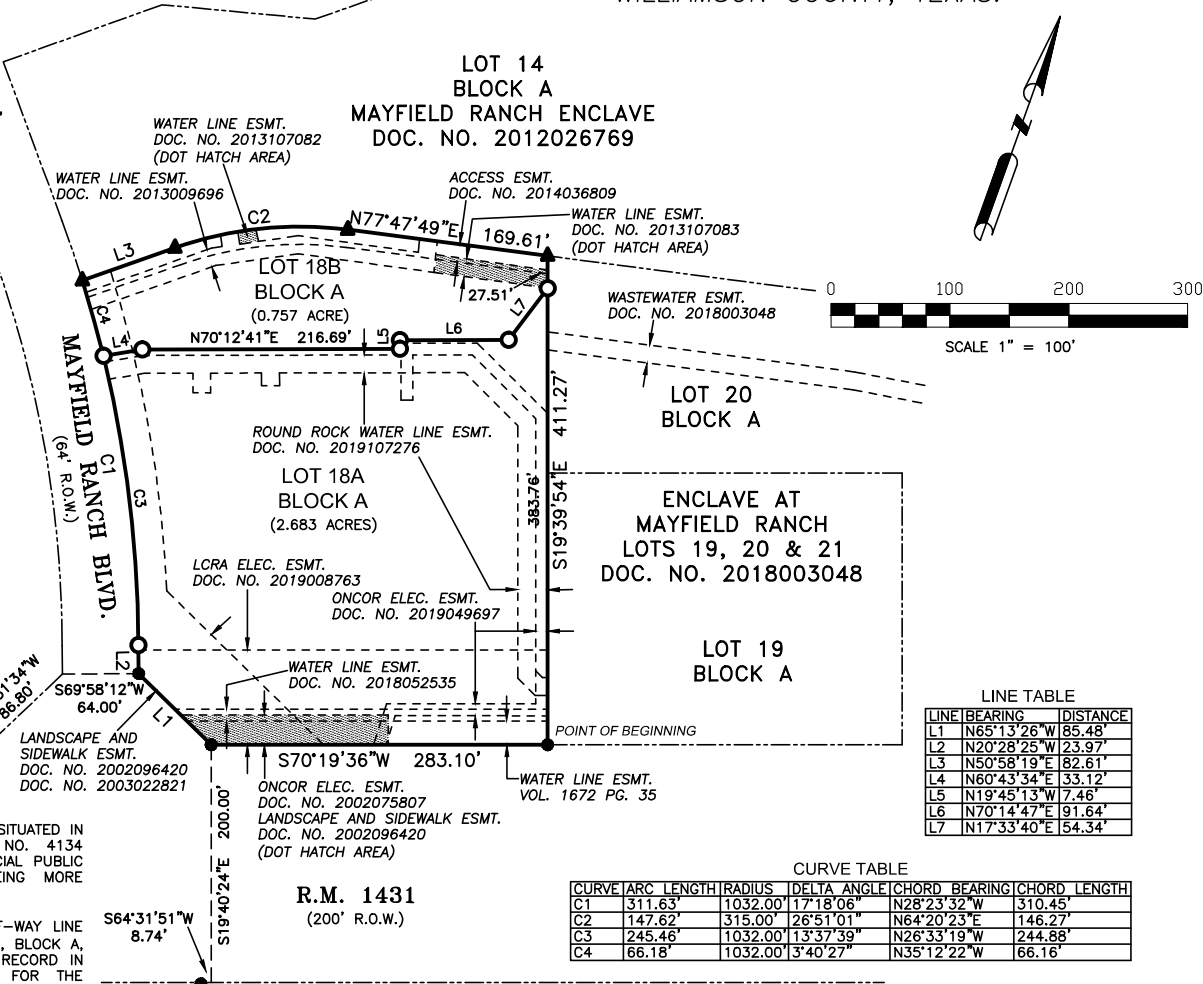 LOT 14
BLOCK A
MAYFIELD RANCH ENCLAVE
DOC. NO. 2012026769
WATER LINE ESMT.
DOC. NO. 2013107082
(DOT HATCH AREA)
WATER LINE ESMT.
DOC. NO. 2013009696
ACCESS ESMT.
DOC. NO. 2014036809
WATER LINE ESMT.
DOC. NO. 2013107083
(DOT HATCH AREA)
N
L3
C2
N77°47'49"E
169.61'
LOT 18B
BLOCK A
(0.757 ACRE)
27.51'
L7
C4
L4
N70°12'41"E 216.69'
L5
L6
WASTEWATER ESMT.
DOC. NO. 2018003048
0 100 200 300
SCALE 1" = 100'
MAYFIELD RANCH BLVD.
(64' R.O.W.)
C1
C3
LOT 20
BLOCK A
ROUND ROCK WATER LINE ESMT.
DOC. NO. 2019107276
LOT 18A
BLOCK A
(2.683 ACRES)
383.76'
S19°39'54"E 411.27'
ENCLAVE AT
MAYFIELD RANCH
LOTS 19, 20 & 21
DOC. NO. 2018003048
LCRA ELEC. ESMT.
DOC. NO. 2019008763
ONCOR ELEC. ESMT.
DOC. NO. 2019049697
LOT 19
BLOCK A
WATER LINE ESMT.
DOC. NO. 2018052535
L2
S69°58'12"W
64.00'
86.80'
L1
LANDSCAPE AND
SIDEWALK ESMT.
DOC. NO. 2002096420
DOC. NO. 2003022821
POINT OF BEGINNING
S70°19'36"W 283.10'
WATER LINE ESMT.
VOL. 1672 PG. 35
ONCOR ELEC. ESMT.
DOC. NO. 2002075807
LANDSCAPE AND SIDEWALK ESMT.
DOC. NO. 2002096420
(DOT HATCH AREA)
S19°40'24"E 200.00'
R.M. 1431
(200' R.O.W.)
S64°31'51"W
8.74'
SITUATED IN
NO. 4134
PUBLIC
MORE
LINE
BLOCK A,
RECORD IN
FOR THE
LINE TABLE
LINE BEARING DISTANCE
L1 N65°13'26"W 85.48'
L2 N20°28'25"W 23.97'
L3 N50°58'19"E 82.61'
L4 N60°43'34"E 33.12'
L5 N19°45'13"W 7.46'
L6 N70°14'47"E 91.64'
L7 N17°33'40"E 54.34'
CURVE TABLE
CURVE ARC LENGTH RADIUS DELTA ANGLE CHORD BEARING CHORD LENGTH
C1 311.63' 1032.00' 17°18'06" N28°23'32"W 310.45'
C2 147.62' 315.00' 26°51'01" N64°20'23"E 146.27'
C3 245.46' 1032.00' 13°37'39" N26°33'19"W 244.88'
C4 66.18' 1032.00' 3°40'27" N35°12'22"W 66.16'